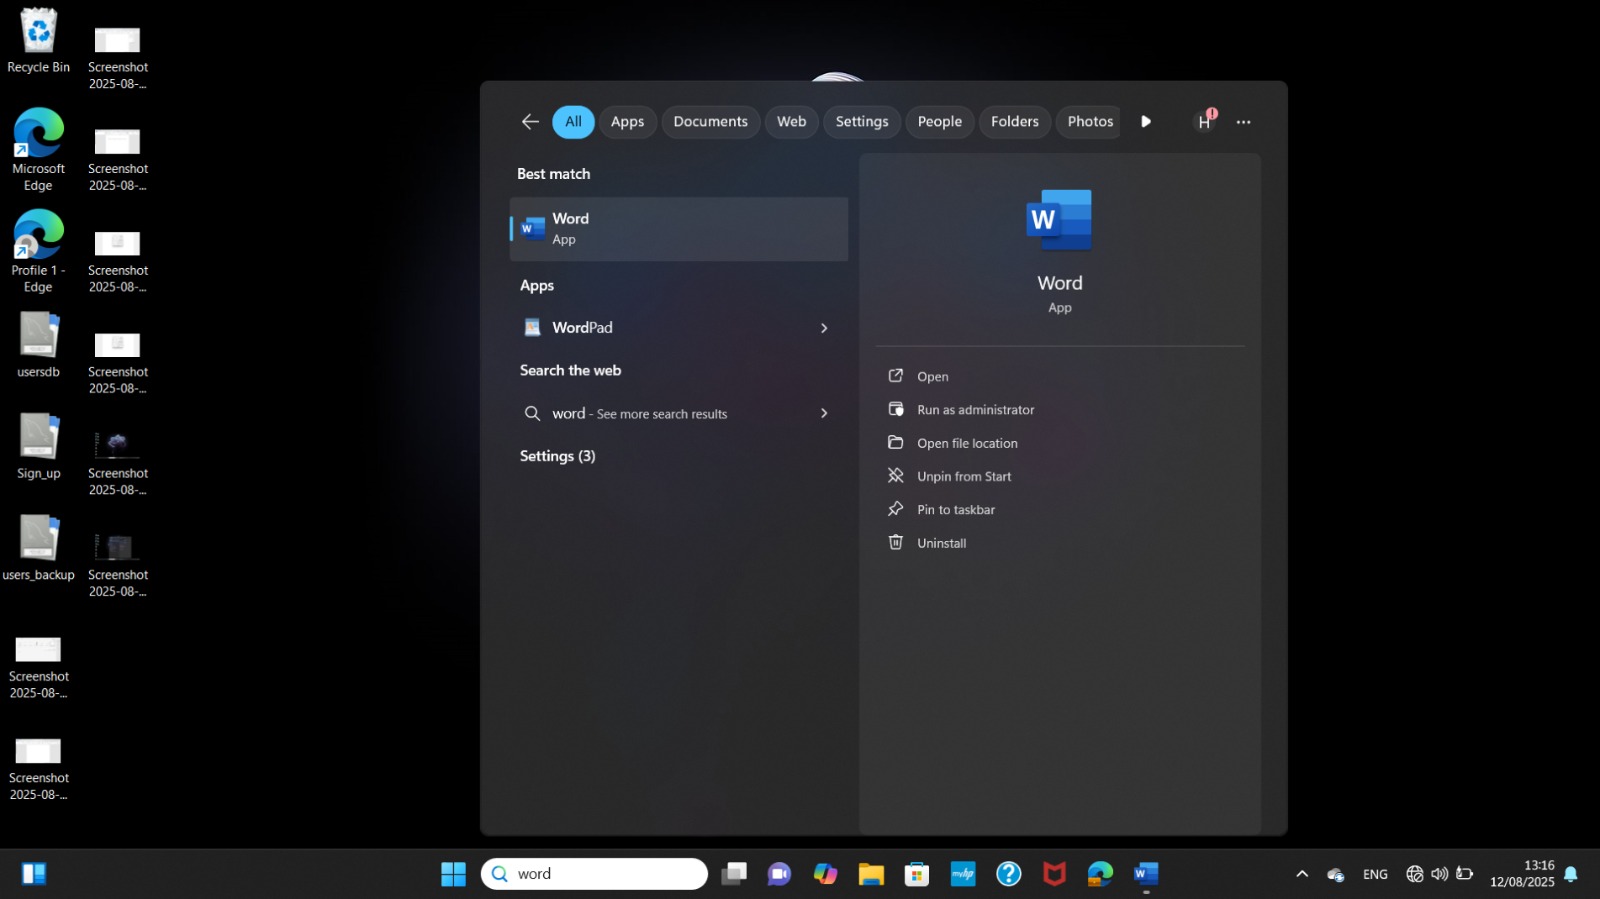 Recycle Bin
Screenshot
2025-08-...
Microsoft
Edge
Screenshot
2025-08-...
Profile 1 -
Edge
Screenshot
2025-08-...
usersdb
Screenshot
2025-08-...
Sign_up
Screenshot
2025-08-...
users_backup
Screenshot
2025-08-...
Screenshot
2025-08-...
Screenshot
2025-08-...
All Apps Documents Web Settings People Folders Photos H ! ...
Best match
W Word
App
Apps
WordPad
Search the web
word - See more search results
Settings (3)
W
Word
App
Open
Run as administrator
Open file location
Unpin from Start
Pin to taskbar
Uninstall
word
myhp
?
W
ENG
13:16
12/08/2025